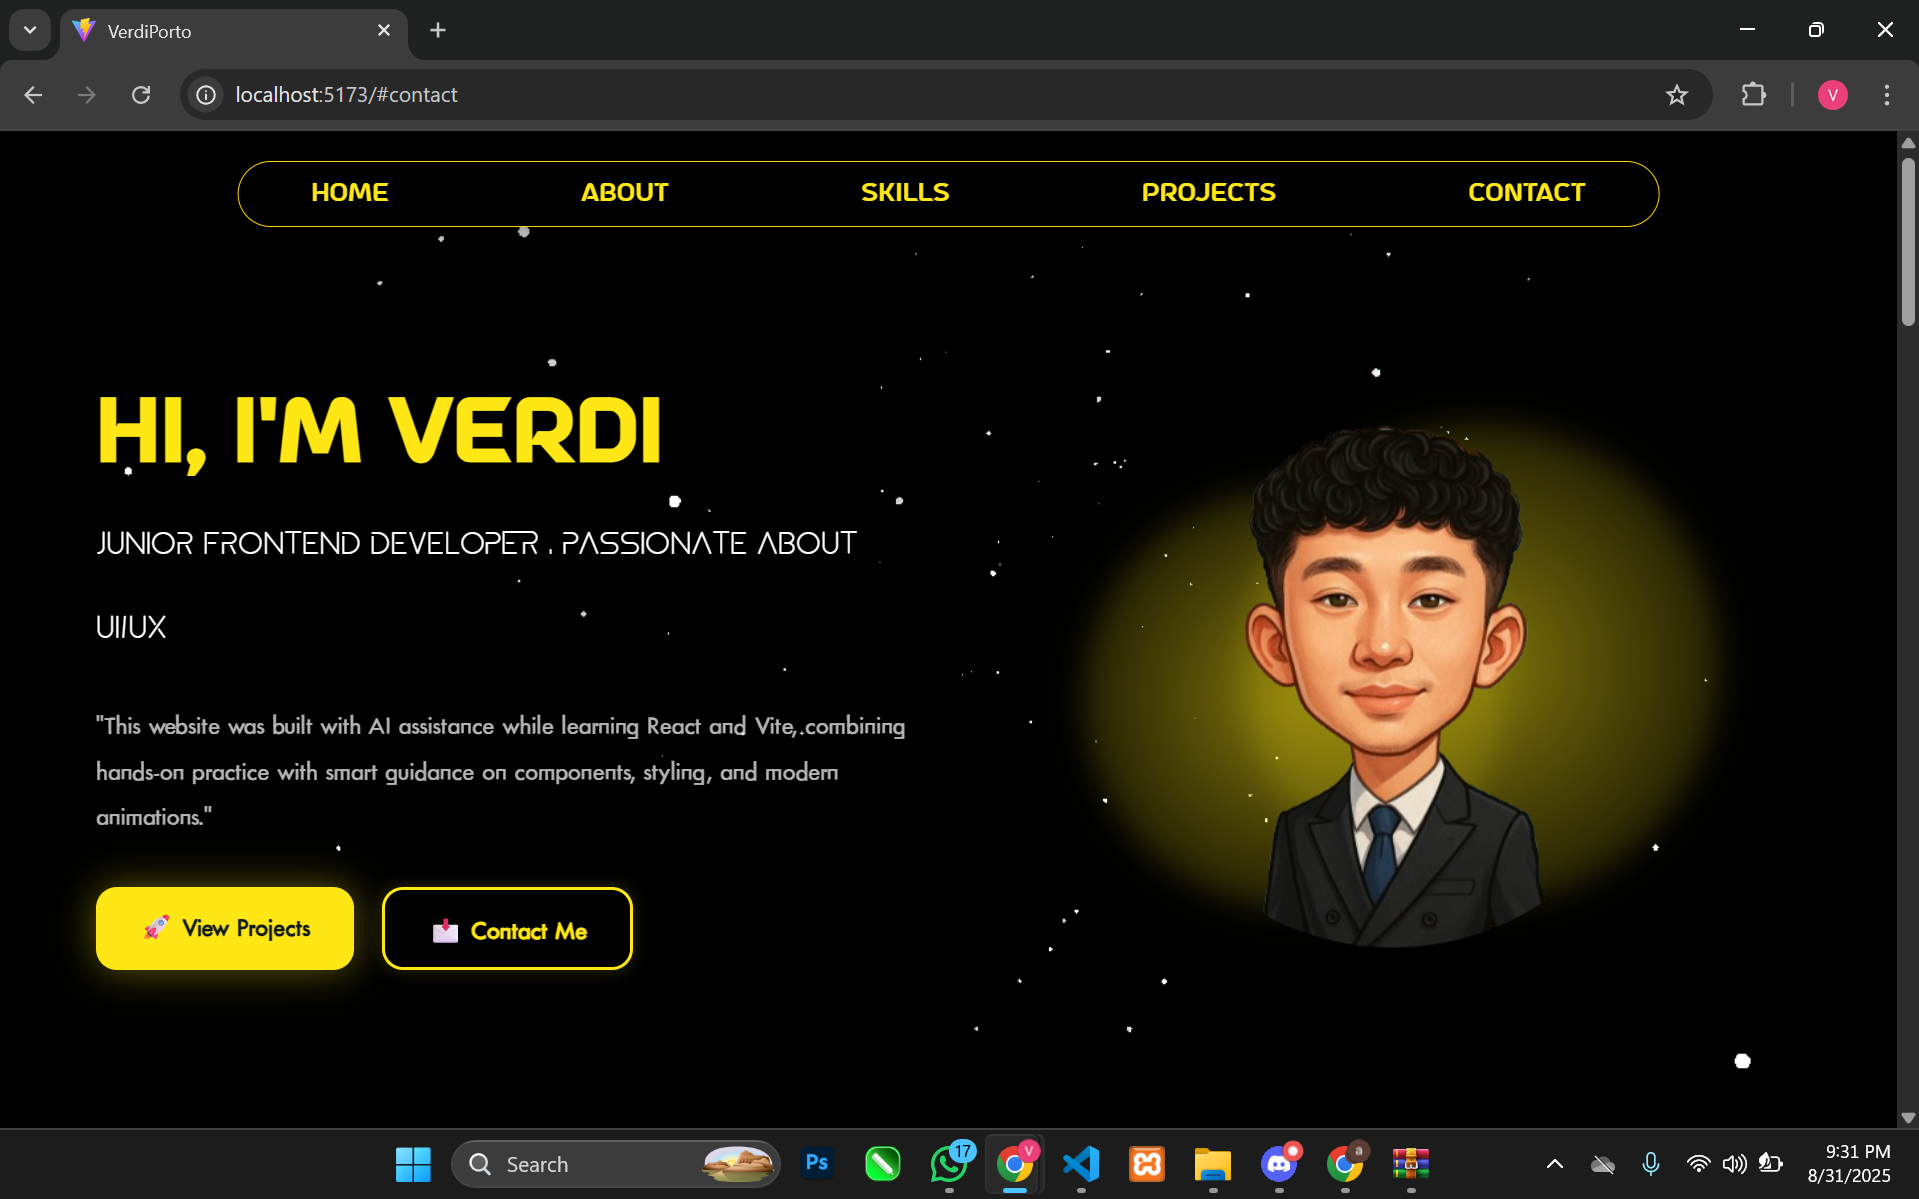 VerdiPorto
localhost:5173/#contact
V
HOME ABOUT SKILLS PROJECTS CONTACT
HI, I'M VERDI
JUNIOR FRONTEND DEVELOPER . PASSIONATE ABOUT
UI/UX
"This website was built with AI assistance while learning React and Vite, combining
hands-on practice with smart guidance on components, styling, and modern
animations."
🚀 View Projects
📩 Contact Me
Search
Ps
17
V
a
9:31 PM
8/31/2025